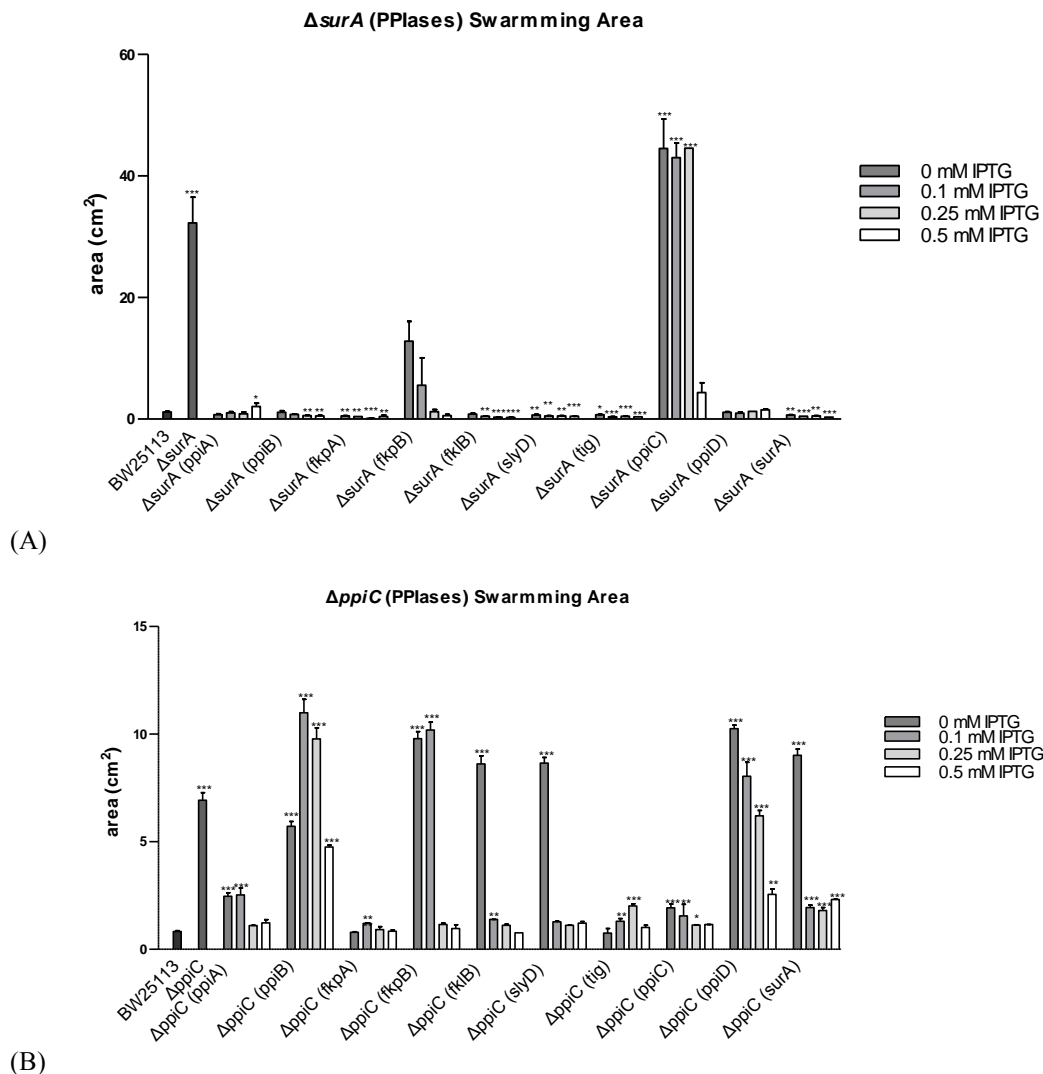 ΔsurA (PPIases) Swarmming Area
60
40
20
0
area (cm²)
***
*
** **
** ** *** **
** *** ***
** ** ** ***
* *** *** ***
*** *** ***
** *** ** ***
0 mM IPTG
0.1 mM IPTG
0.25 mM IPTG
0.5 mM IPTG
BW25113
ΔsurA
ΔsurA (ppiA)
ΔsurA (ppiB)
ΔsurA (fkpA)
ΔsurA (fkpB)
ΔsurA (fklB)
ΔsurA (slyD)
ΔsurA (tig)
ΔsurA (ppiC)
ΔsurA (ppiD)
ΔsurA (surA)
(A)
ΔppiC (PPIases) Swarmming Area
15
10
5
0
area (cm²)
***
*** ***
*** *** *** ***
**
*** ***
*** **
***
** ***
*** ** *
*** *** *** **
*** *** *** ***
0 mM IPTG
0.1 mM IPTG
0.25 mM IPTG
0.5 mM IPTG
BW25113
ΔppiC
ΔppiC (ppiA)
ΔppiC (ppiB)
ΔppiC (fkpA)
ΔppiC (fkpB)
ΔppiC (fklB)
ΔppiC (slyD)
ΔppiC (tig)
ΔppiC (ppiC)
ΔppiC (ppiD)
ΔppiC (surA)
(B)